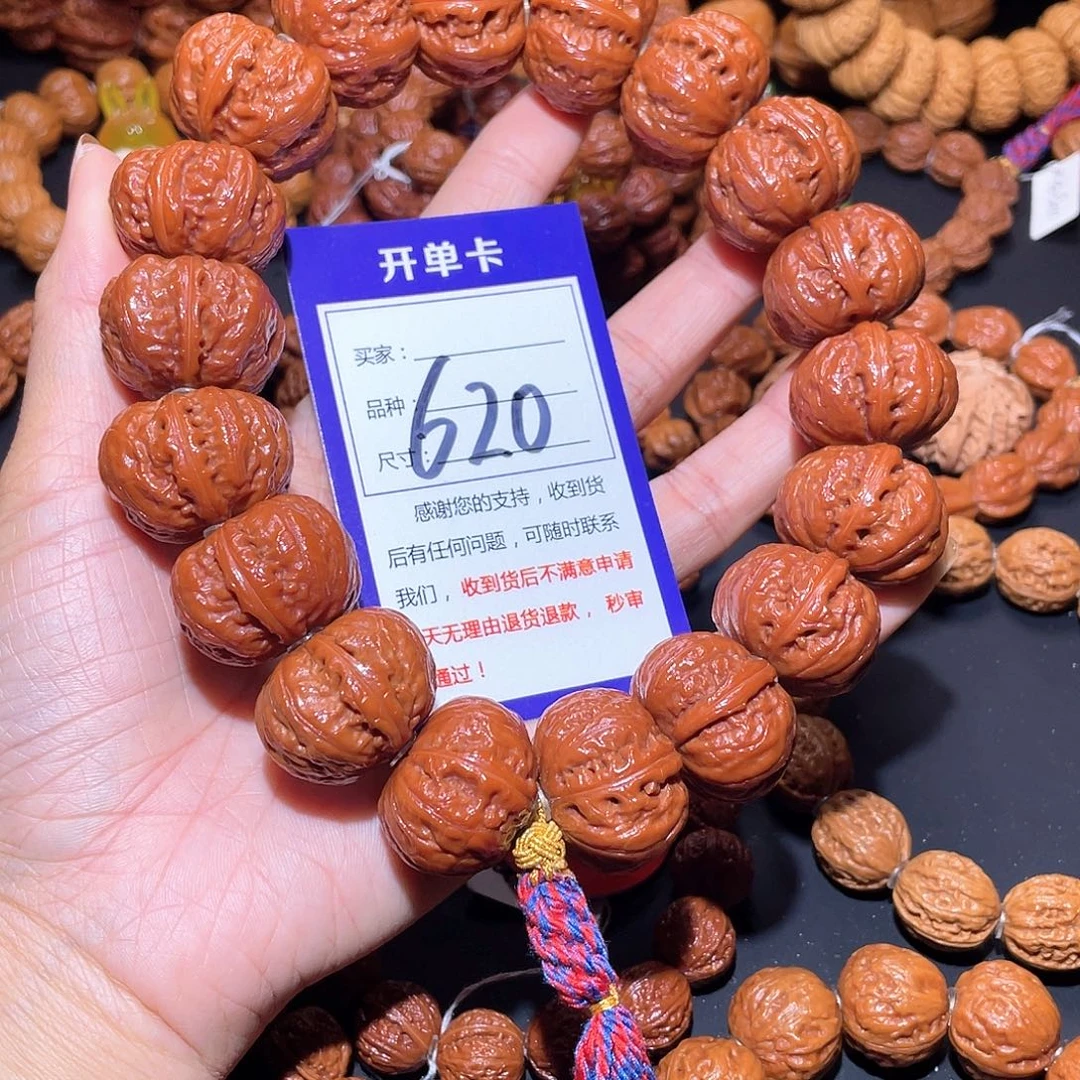 开单卡
买家：
品种：
尺寸：
620
感谢您的支持，收到货
后有任何问题，可随时联系
我们，收到货后不满意申请
天无理由退货退款，秒审
通过！